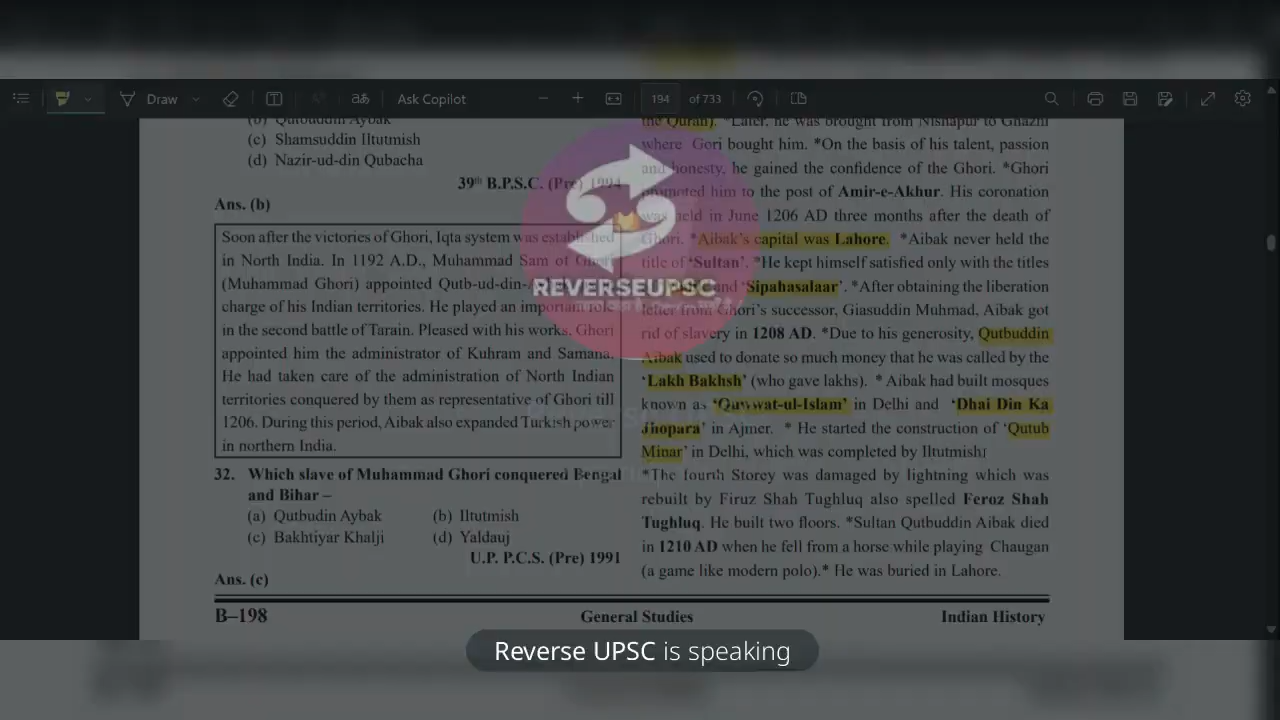 Draw
aあ
Ask Copilot
194 of 733
(b) Qutbuddin Aybak
(c) Shamsuddin Iltutmish
(d) Nazir-ud-din Qubacha
39th B.P.S.C. (Pre) 1994
Ans. (b)
Soon after the victories of Ghori, Iqta system was established
in North India. In 1192 A.D., Muhammad Sam of Ghori
(Muhammad Ghori) appointed Qutb-ud-din-
charge of his Indian territories. He played an important role
in the second battle of Tarain. Pleased with his works, Ghori
appointed him the administrator of Kuhram and Samana.
He had taken care of the administration of North Indian
territories conquered by them as representative of Ghori till
1206. During this period, Aibak also expanded Turkish power
in northern India.
32. Which slave of Muhammad Ghori conquered Bengal
and Bihar –
(a) Qutbudin Aybak (b) Iltutmish
(c) Bakhtiyar Khalji (d) Yaldauj
U.P. P.C.S. (Pre) 1991
Ans. (c)
the Quran). *Later, he was brought from Nishapur to Ghazni
where Gori bought him. *On the basis of his talent, passion
and honesty, he gained the confidence of the Ghori. *Ghori
promoted him to the post of Amir-e-Akhur. His coronation
was held in June 1206 AD three months after the death of
Ghori. *Aibak's capital was Lahore. *Aibak never held the
title of 'Sultan'. *He kept himself satisfied only with the titles
and 'Sipahasalaar'. *After obtaining the liberation
letter from Ghori's successor, Giasuddin Muhmad, Aibak got
rid of slavery in 1208 AD. *Due to his generosity, Qutbuddin
Aibak used to donate so much money that he was called by the
'Lakh Bakhsh' (who gave lakhs). * Aibak had built mosques
known as 'Quwwat-ul-Islam' in Delhi and 'Dhai Din Ka
Jhopara' in Ajmer. * He started the construction of 'Qutub
Minar' in Delhi, which was completed by Iltutmish.
*The fourth Storey was damaged by lightning which was
rebuilt by Firuz Shah Tughluq also spelled Feroz Shah
Tughluq. He built two floors. *Sultan Qutbuddin Aibak died
in 1210 AD when he fell from a horse while playing Chaugan
(a game like modern polo).* He was buried in Lahore.
REVERSEUPSC
B–198 General Studies Indian History
Reverse UPSC is speaking